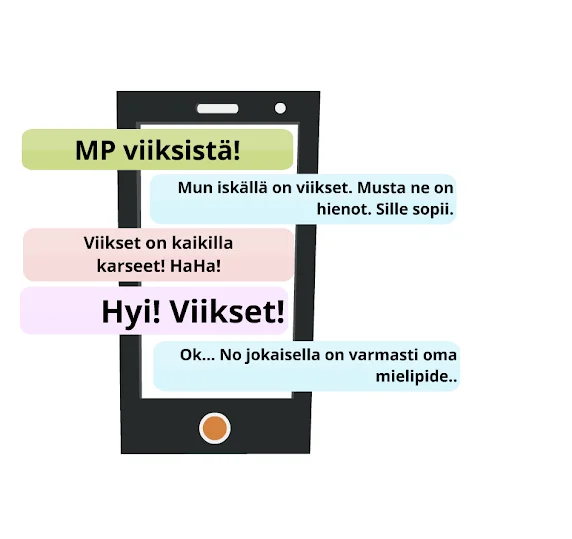 MP viiksistä!
Mun iskällä on viikset. Musta ne on
hienot. Sille sopii.
Viikset on kaikilla
karseet! HaHa!
Hyi! Viikset!
Ok... No jokaisella on varmasti oma
mielipide..